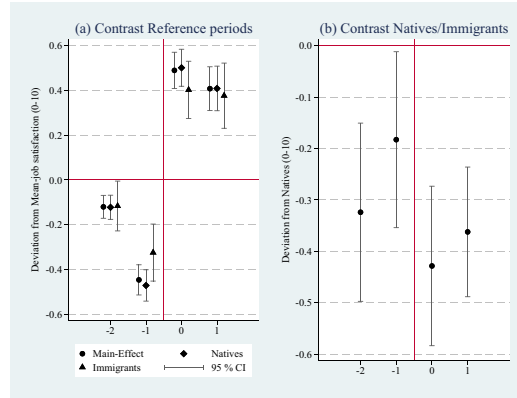 (a) Contrast Reference periods
Deviation from Mean-job satisfaction (0-10)
0.6
0.4
0.2
0.0
-0.2
-0.4
-0.6
-2 -1 0 1
Main-Effect Natives
Immigrants 95 % CI
(b) Contrast Natives/Immigrants
Deviation from Natives (0-10)
0.0
-0.1
-0.2
-0.3
-0.4
-0.5
-0.6
-2 -1 0 1